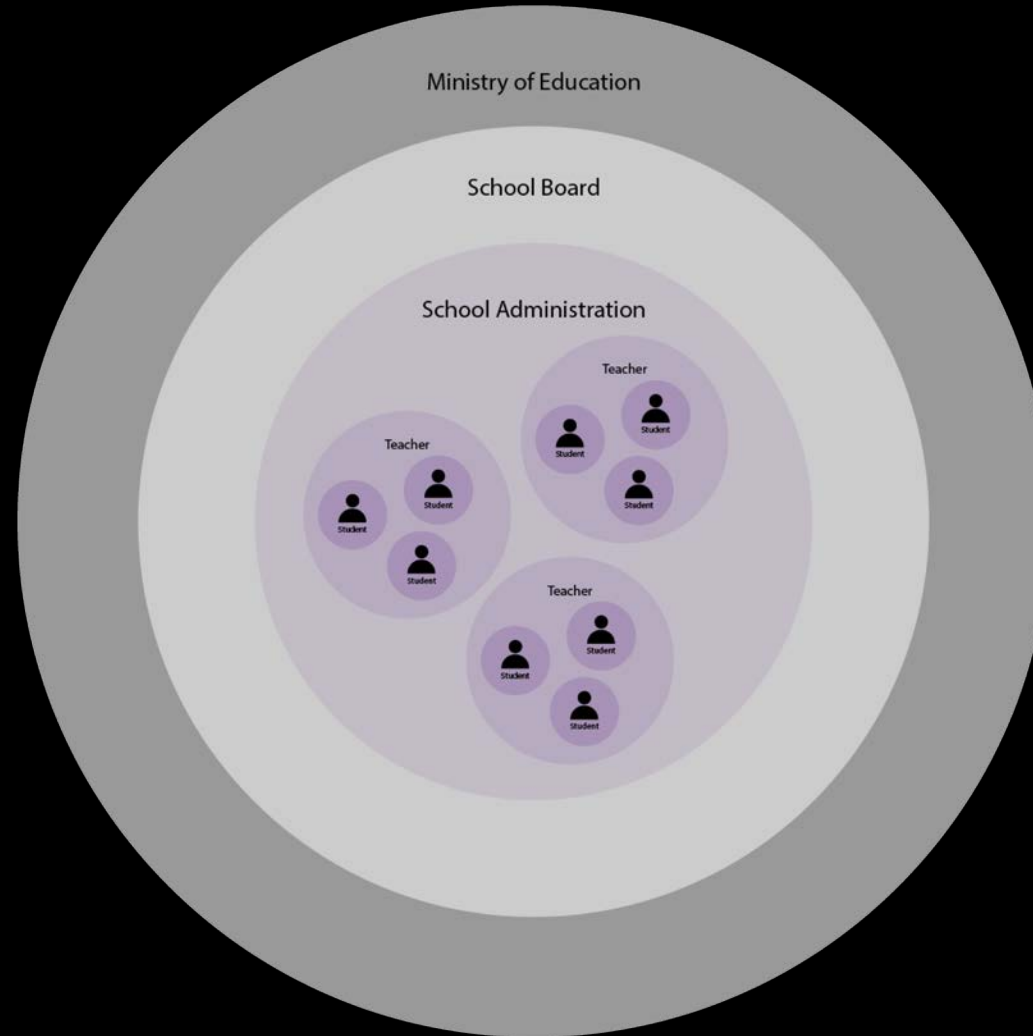 Ministry of Education
School Board
School Administration
Teacher
Student
Student
Student
Teacher
Student
Student
Student
Teacher
Student
Student
Student